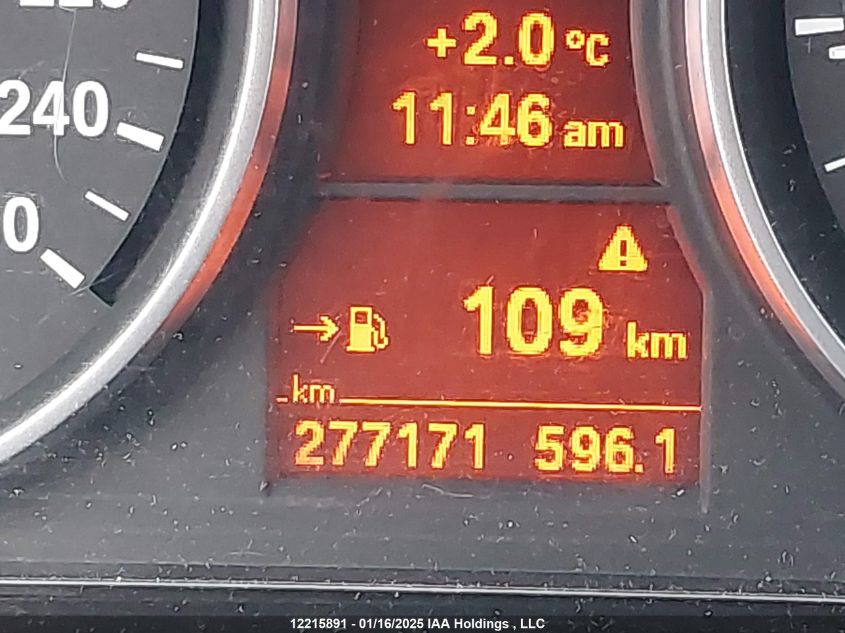 +2.0 °C
11:46 am
240
109 km
km
277171 596.1
12215891 - 01/16/2025 IAA Holdings , LLC